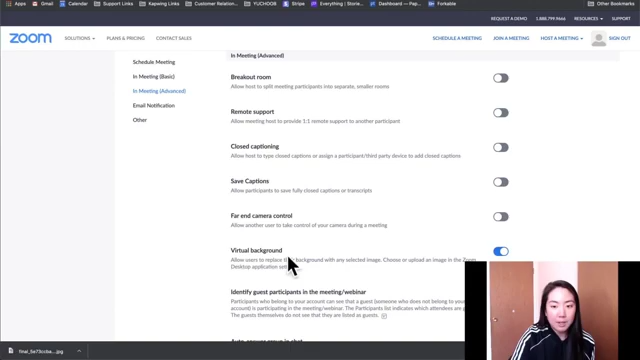 Apps
Gmail
Calendar
Support Links
Kapwing Links
Customer Relation...
YUCHOOB
Stripe
Everything | Storie...
Dashboard – Pap...
Forkable
Other Bookmarks
REQUEST A DEMO
1.888.799.9666
RESOURCES
SUPPORT
zoom
SOLUTIONS
PLANS & PRICING
CONTACT SALES
SCHEDULE A MEETING
JOIN A MEETING
HOST A MEETING
SIGN OUT
Schedule Meeting
In Meeting (Basic)
In Meeting (Advanced)
Email Notification
Other
In Meeting (Advanced)
Breakout room
Allow host to split meeting participants into separate, smaller rooms
Remote support
Allow meeting host to provide 1:1 remote support to another participant
Closed captioning
Allow host to type closed captions or assign a participant/third party device to add closed captions
Save Captions
Allow participants to save fully closed captions or transcripts
Far end camera control
Allow another user to take control of your camera during a meeting
Virtual background
Allow users to replace background with any selected image. Choose or upload an image in the Zoom
Desktop application
Identify guest participants in the meeting/webinar
Participants who belong to your account can see that a guest (someone who does not belong to your
is participating in the meeting/webinar. The Participants list indicates which attendees are
The guests themselves do not see that they are listed as guests.
Auto answer group in chat
final_5a73ccba....jpg